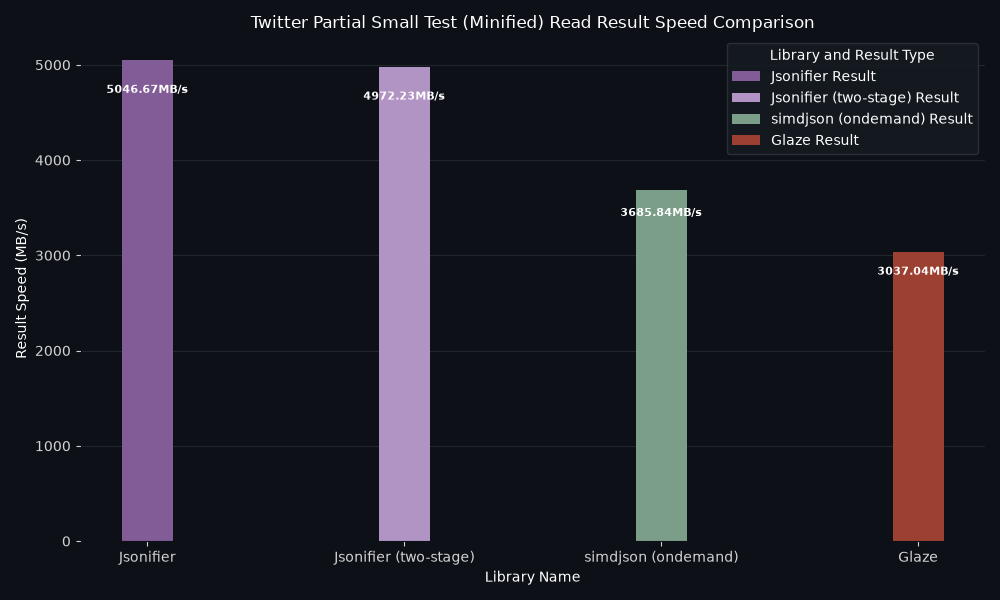 Twitter Partial Small Test (Minified) Read Result Speed Comparison
Library and Result Type
Jsonifier Result
Jsonifier (two-stage) Result
simdjson (ondemand) Result
Glaze Result
Result Speed (MB/s)
5000
4000
3000
2000
1000
0
5046.67MB/s
4972.23MB/s
3685.84MB/s
3037.04MB/s
Jsonifier
Jsonifier (two-stage)
simdjson (ondemand)
Glaze
Library Name